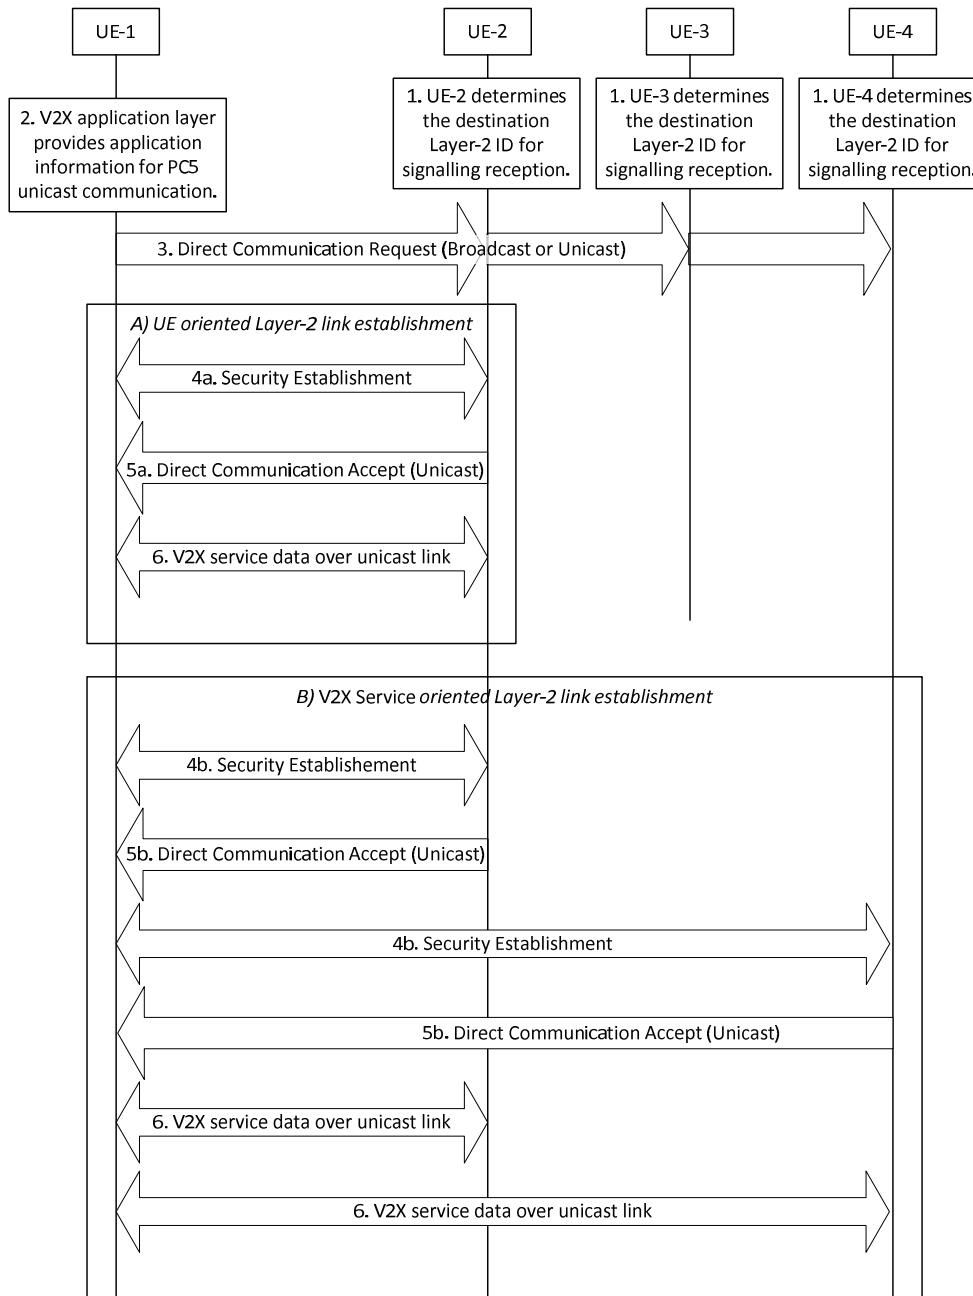 UE-1
UE-2
UE-3
UE-4
1. UE-2 determines
the destination
Layer-2 ID for
signalling reception.
1. UE-3 determines
the destination
Layer-2 ID for
signalling reception.
1. UE-4 determines
the destination
Layer-2 ID for
signalling reception.
2. V2X application layer
provides application
information for PC5
unicast communication.
3. Direct Communication Request (Broadcast or Unicast)
A) UE oriented Layer-2 link establishment
4a. Security Establishment
5a. Direct Communication Accept (Unicast)
6. V2X service data over unicast link
B) V2X Service oriented Layer-2 link establishment
4b. Security Establishement
5b. Direct Communication Accept (Unicast)
4b. Security Establishment
5b. Direct Communication Accept (Unicast)
6. V2X service data over unicast link
6. V2X service data over unicast link